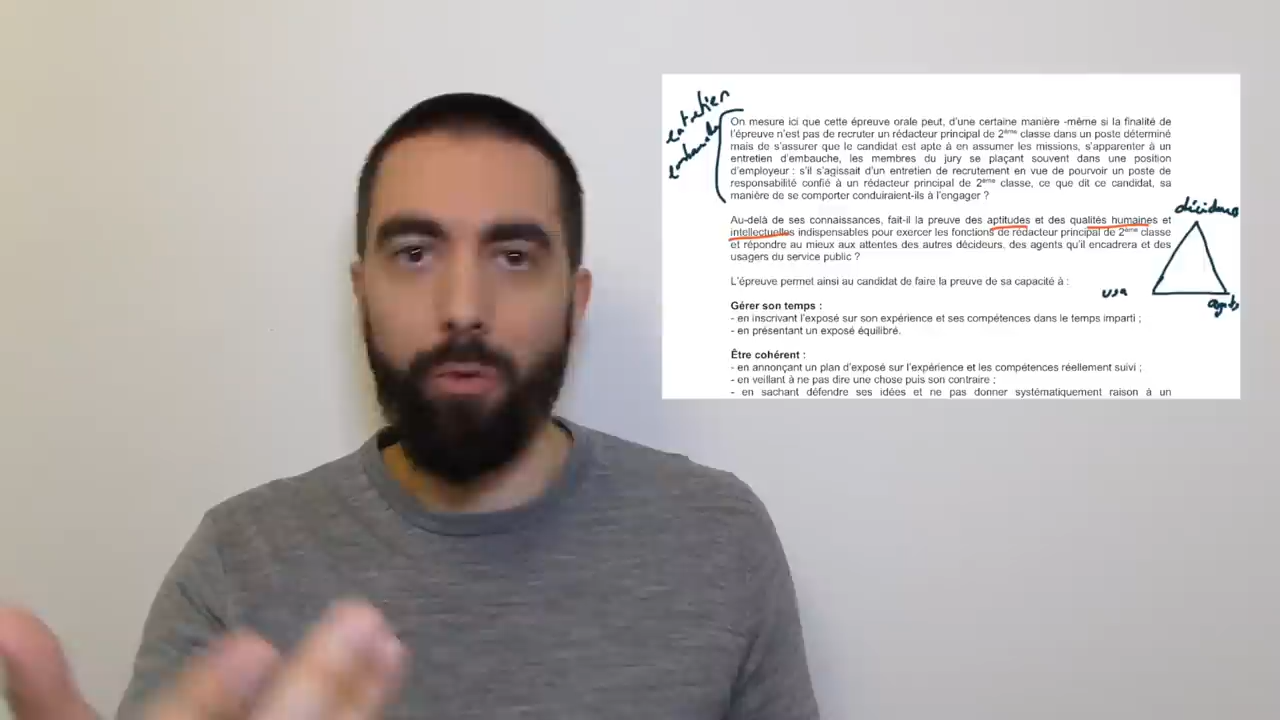 entretien
embauche
On mesure ici que cette épreuve orale peut, d'une certaine manière -même si la finalité de
l'épreuve n'est pas de recruter un rédacteur principal de 2ème classe dans un poste déterminé
mais de s'assurer que le candidat est apte à en assumer les missions, s'apparenter à un
entretien d'embauche, les membres du jury se plaçant souvent dans une position
d'employeur : s'il s'agissait d'un entretien de recrutement en vue de pourvoir un poste de
responsabilité confié à un rédacteur principal de 2ème classe, ce que dit ce candidat, sa
manière de se comporter conduiraient-ils à l'engager ?
Au-delà de ses connaissances, fait-il la preuve des aptitudes et des qualités humaines et
intellectuelles indispensables pour exercer les fonctions de rédacteur principal de 2ème classe
et répondre au mieux aux attentes des autres décideurs, des agents qu'il encadrera et des
usagers du service public ?
décideurs
usa
agents
L'épreuve permet ainsi au candidat de faire la preuve de sa capacité à :
Gérer son temps :
- en inscrivant l'exposé sur son expérience et ses compétences dans le temps imparti ;
- en présentant un exposé équilibré.
Être cohérent :
- en annonçant un plan d'exposé sur l'expérience et les compétences réellement suivi ;
- en veillant à ne pas dire une chose puis son contraire ;
- en sachant défendre ses idées et ne pas donner systématiquement raison à un